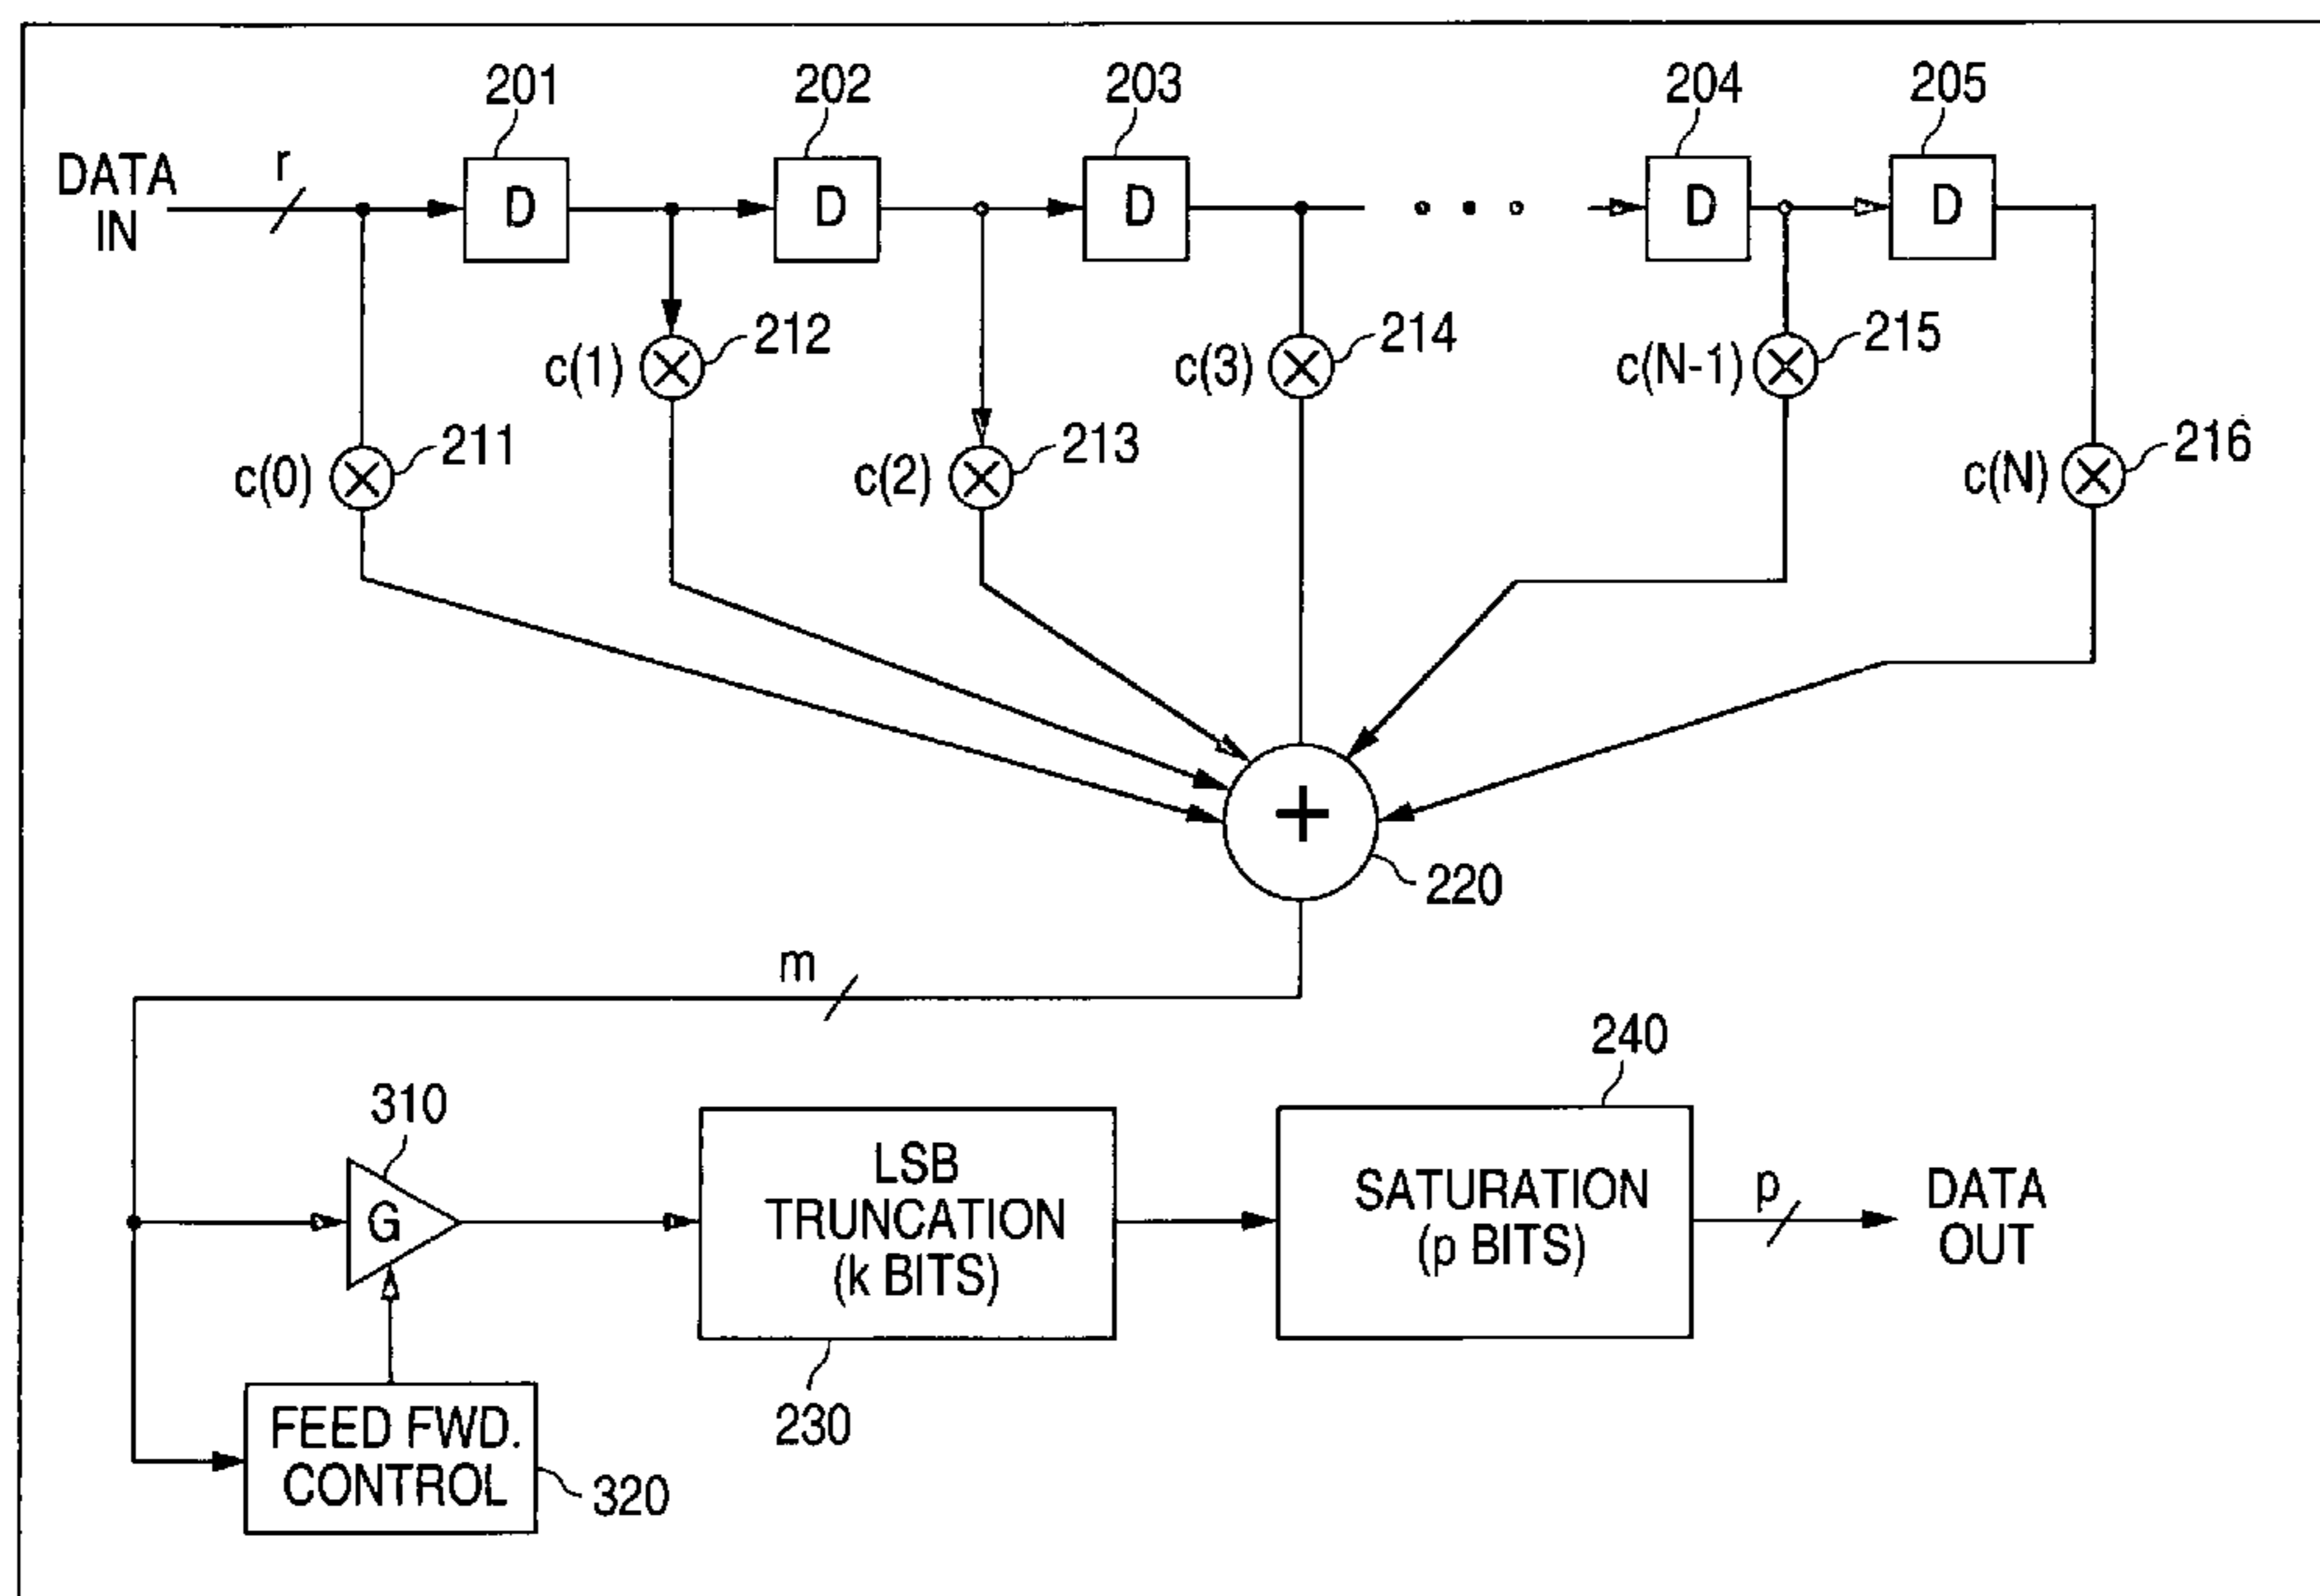 201
202
203
204
205
DATA
IN
r
D
D
D
D
D
c(1)
212
c(3)
214
c(N-1)
215
c(0)
211
c(2)
213
c(N)
216
+
220
m
310
G
LSB
TRUNCATION
(k BITS)
230
240
SATURATION
(p BITS)
p
DATA
OUT
FEED FWD.
CONTROL
320